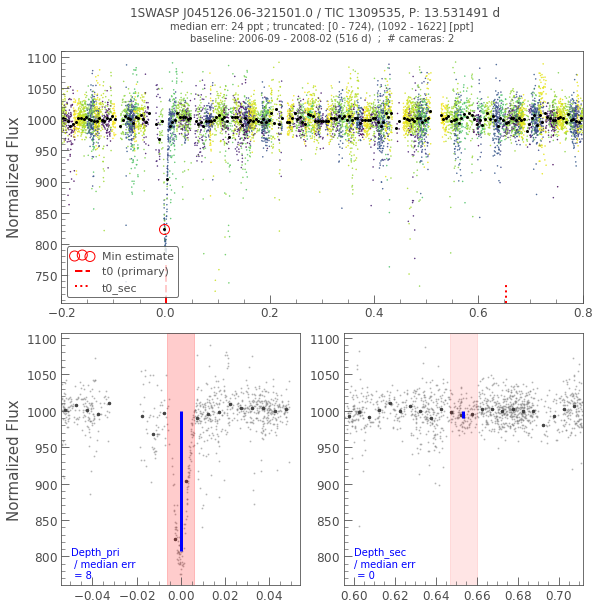 1SWASP J045126.06-321501.0 / TIC 1309535, P: 13.531491 d
median err: 24 ppt ; truncated: [0 - 724), (1092 - 1622] [ppt]
baseline: 2006-09 - 2008-02 (516 d)  ;  # cameras: 2
Normalized Flux
1100
1050
1000
950
900
850
800
750
Min estimate
t0 (primary)
t0_sec
−0.2 0.0 0.2 0.4 0.6 0.8
Normalized Flux
1100
1050
1000
950
900
850
800
Depth_pri
/ median err
= 8
−0.04 −0.02 0.00 0.02 0.04
1100
1050
1000
950
900
850
800
Depth_sec
/ median err
= 0
0.60 0.62 0.64 0.66 0.68 0.70